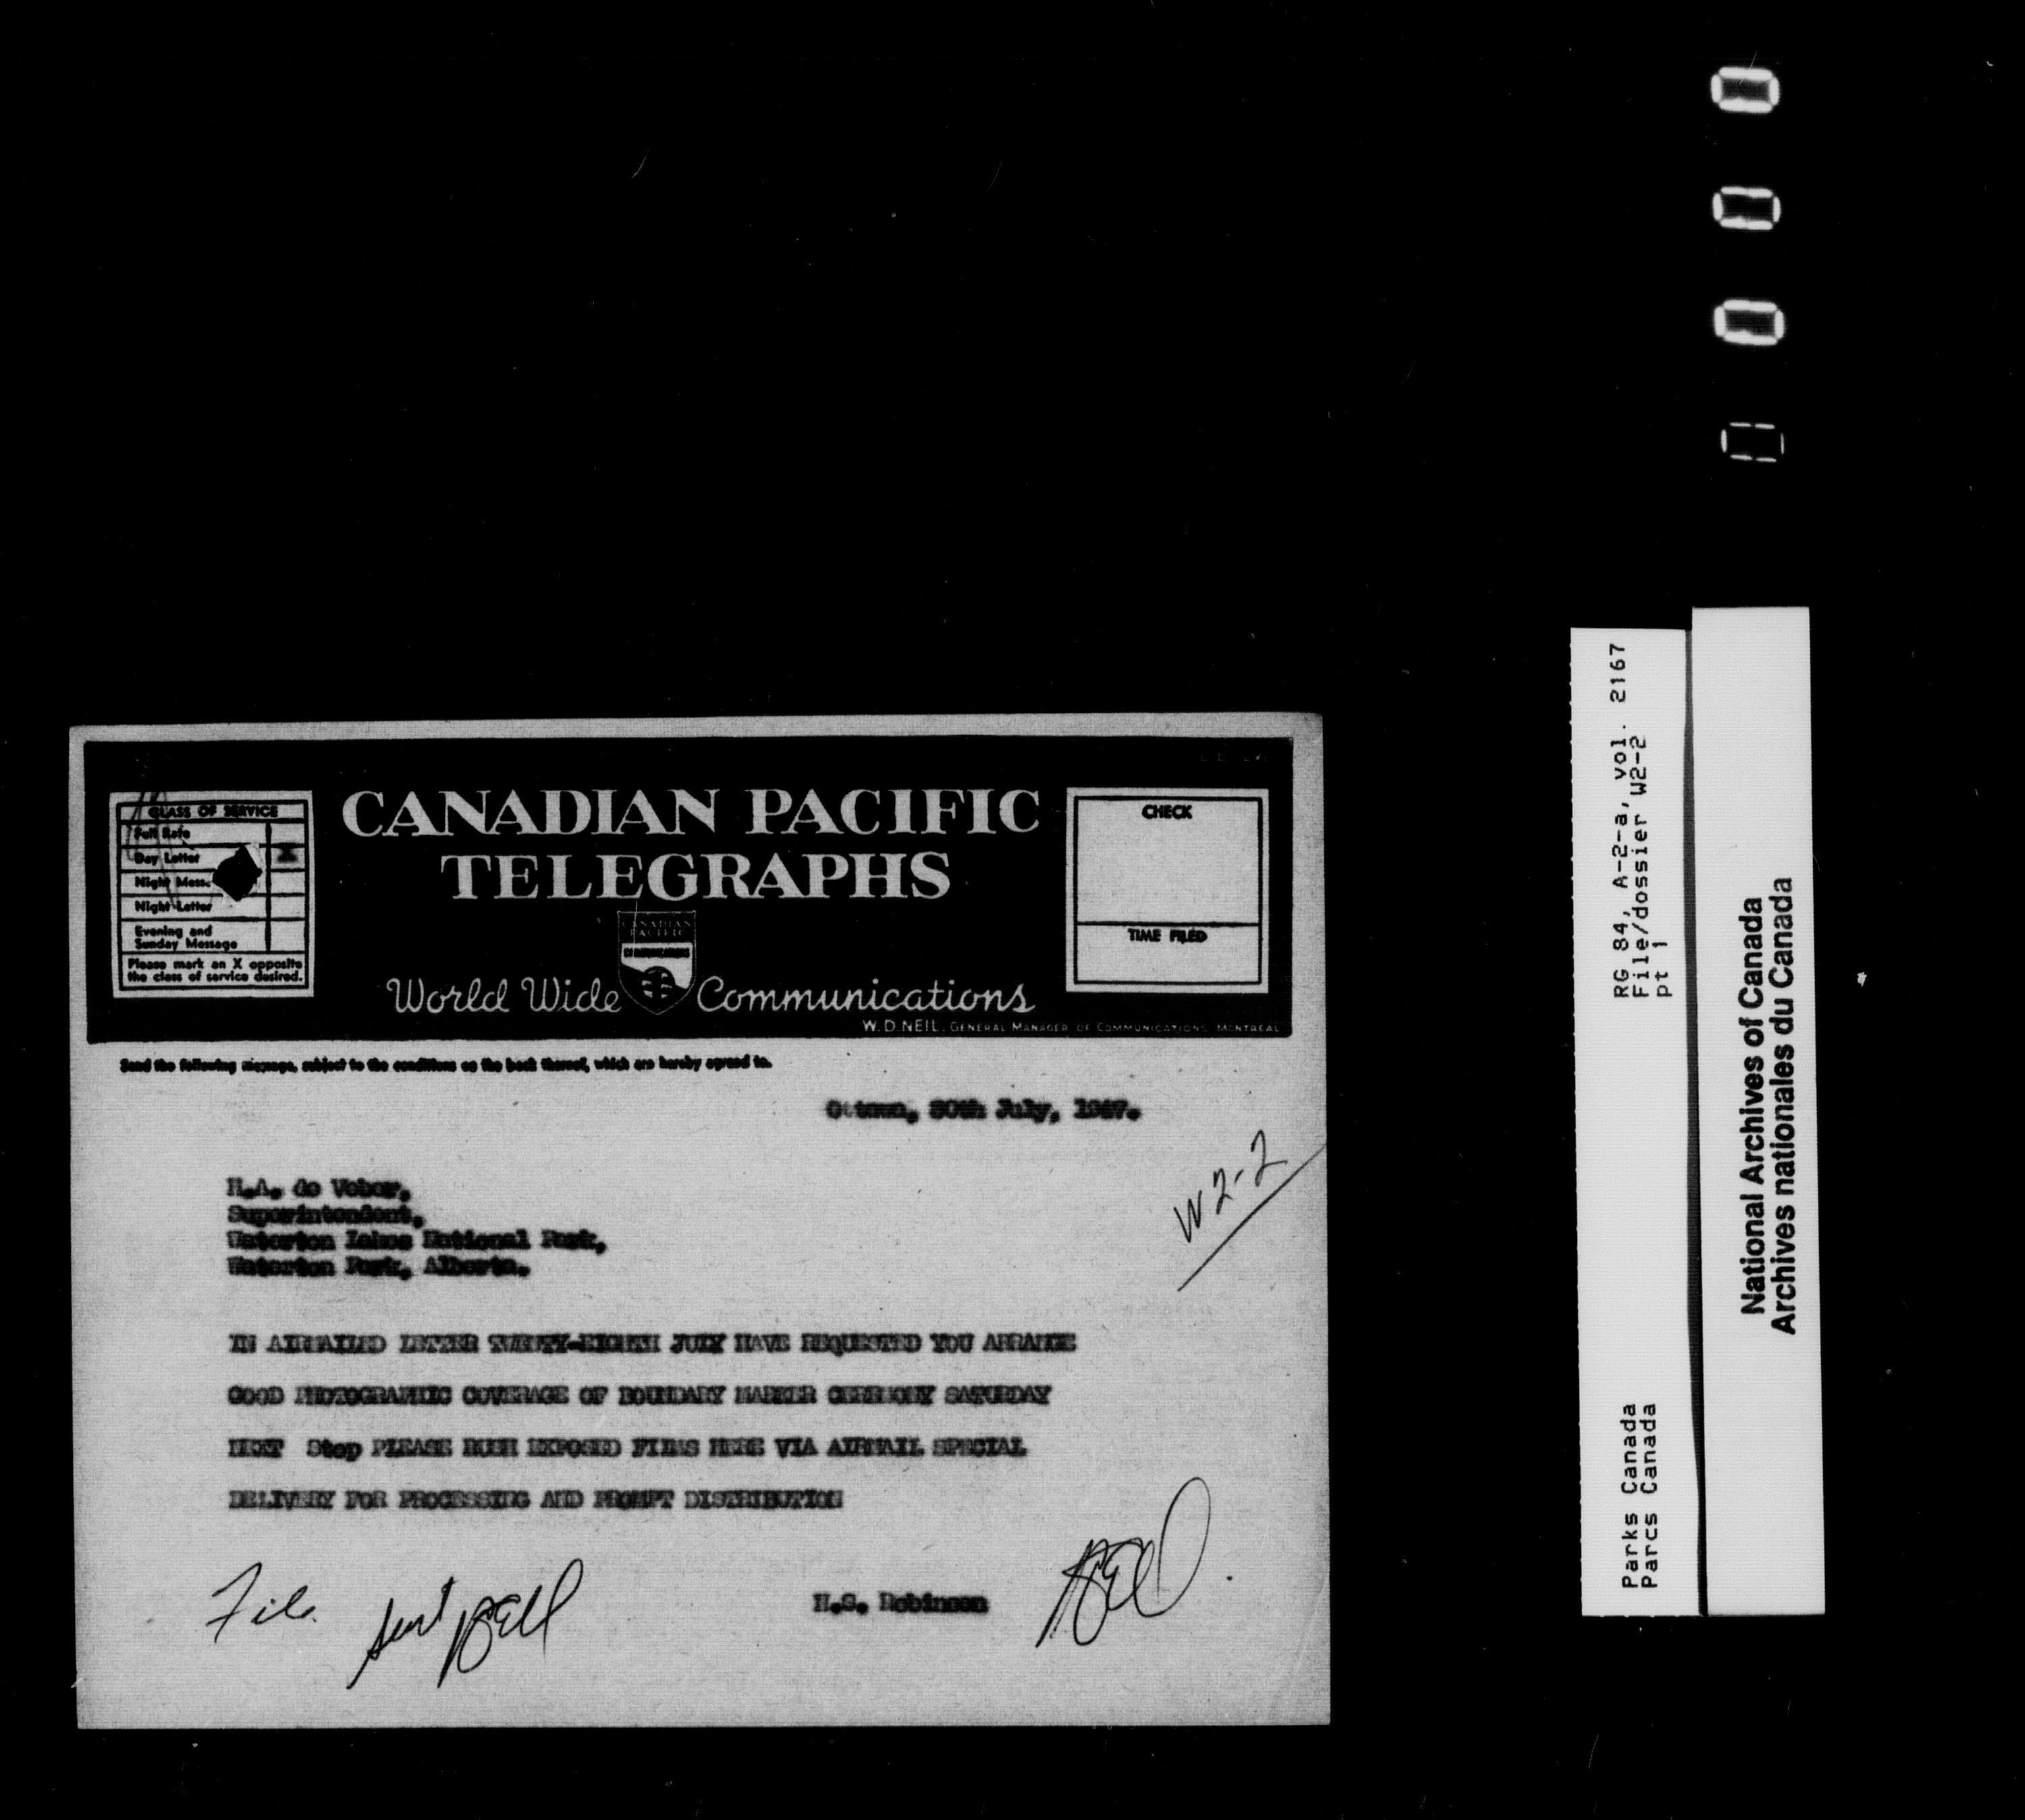 CANADIAN PACIFIC
TELEGRAPHS
CLASS OF SERVICE
Full Rate
Day Letter X
Night Mess
Night Letter
Evening and
Sunday Message
Please mark an X opposite
the class of service desired.
CHECK
TIME FILED
CANADIAN
PACIFIC
COMMUNICATIONS
World Wide Communications
W. D. NEIL, GENERAL MANAGER OF COMMUNICATIONS, MONTREAL
Send the following message, subject to the conditions on the back thereof, which are hereby agreed to.
Ottawa, 30th July, 1947.
W2-2
H.A. de Veber,
Superintendent,
Waterton Lakes National Park,
Waterton Park, Alberta.
IN AIRMAILED LETTER TWENTY-EIGHTH JULY HAVE REQUESTED YOU ARRANGE
GOOD PHOTOGRAPHIC COVERAGE OF BOUNDARY MARKER CEREMONY SATURDAY
NEXT Stop PLEASE RUSH EXPOSED FILMS HERE VIA AIRMAIL SPECIAL
DELIVERY FOR PROCESSING AND PROMPT DISTRIBUTION
File
sent
H.S. Robinson
RG 84, A-2-a, vol. 2167
File/dossier W2-2
pt 1
Parks Canada
Parcs Canada
National Archives of Canada
Archives nationales du Canada